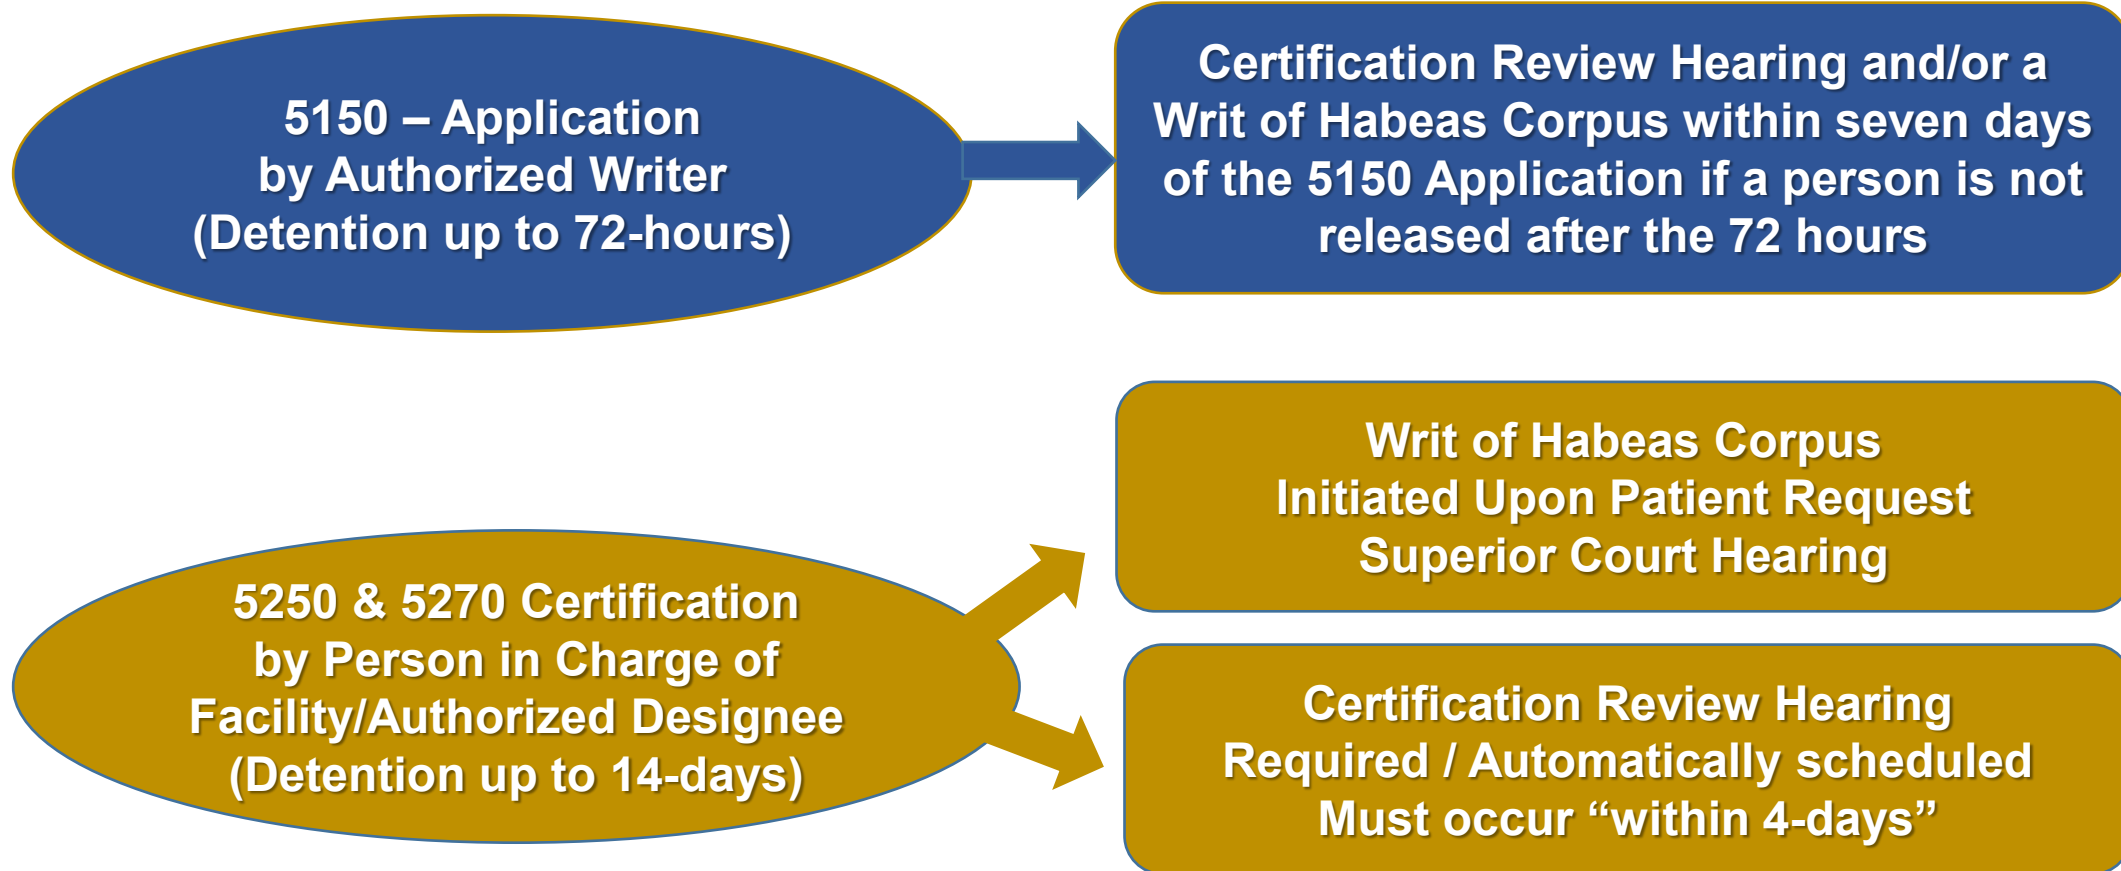 5150 – Application
by Authorized Writer
(Detention up to 72-hours)
Certification Review Hearing and/or a
Writ of Habeas Corpus within seven days
of the 5150 Application if a person is not
released after the 72 hours
5250 & 5270 Certification
by Person in Charge of
Facility/Authorized Designee
(Detention up to 14-days)
Writ of Habeas Corpus
Initiated Upon Patient Request
Superior Court Hearing
Certification Review Hearing
Required / Automatically scheduled
Must occur “within 4-days”